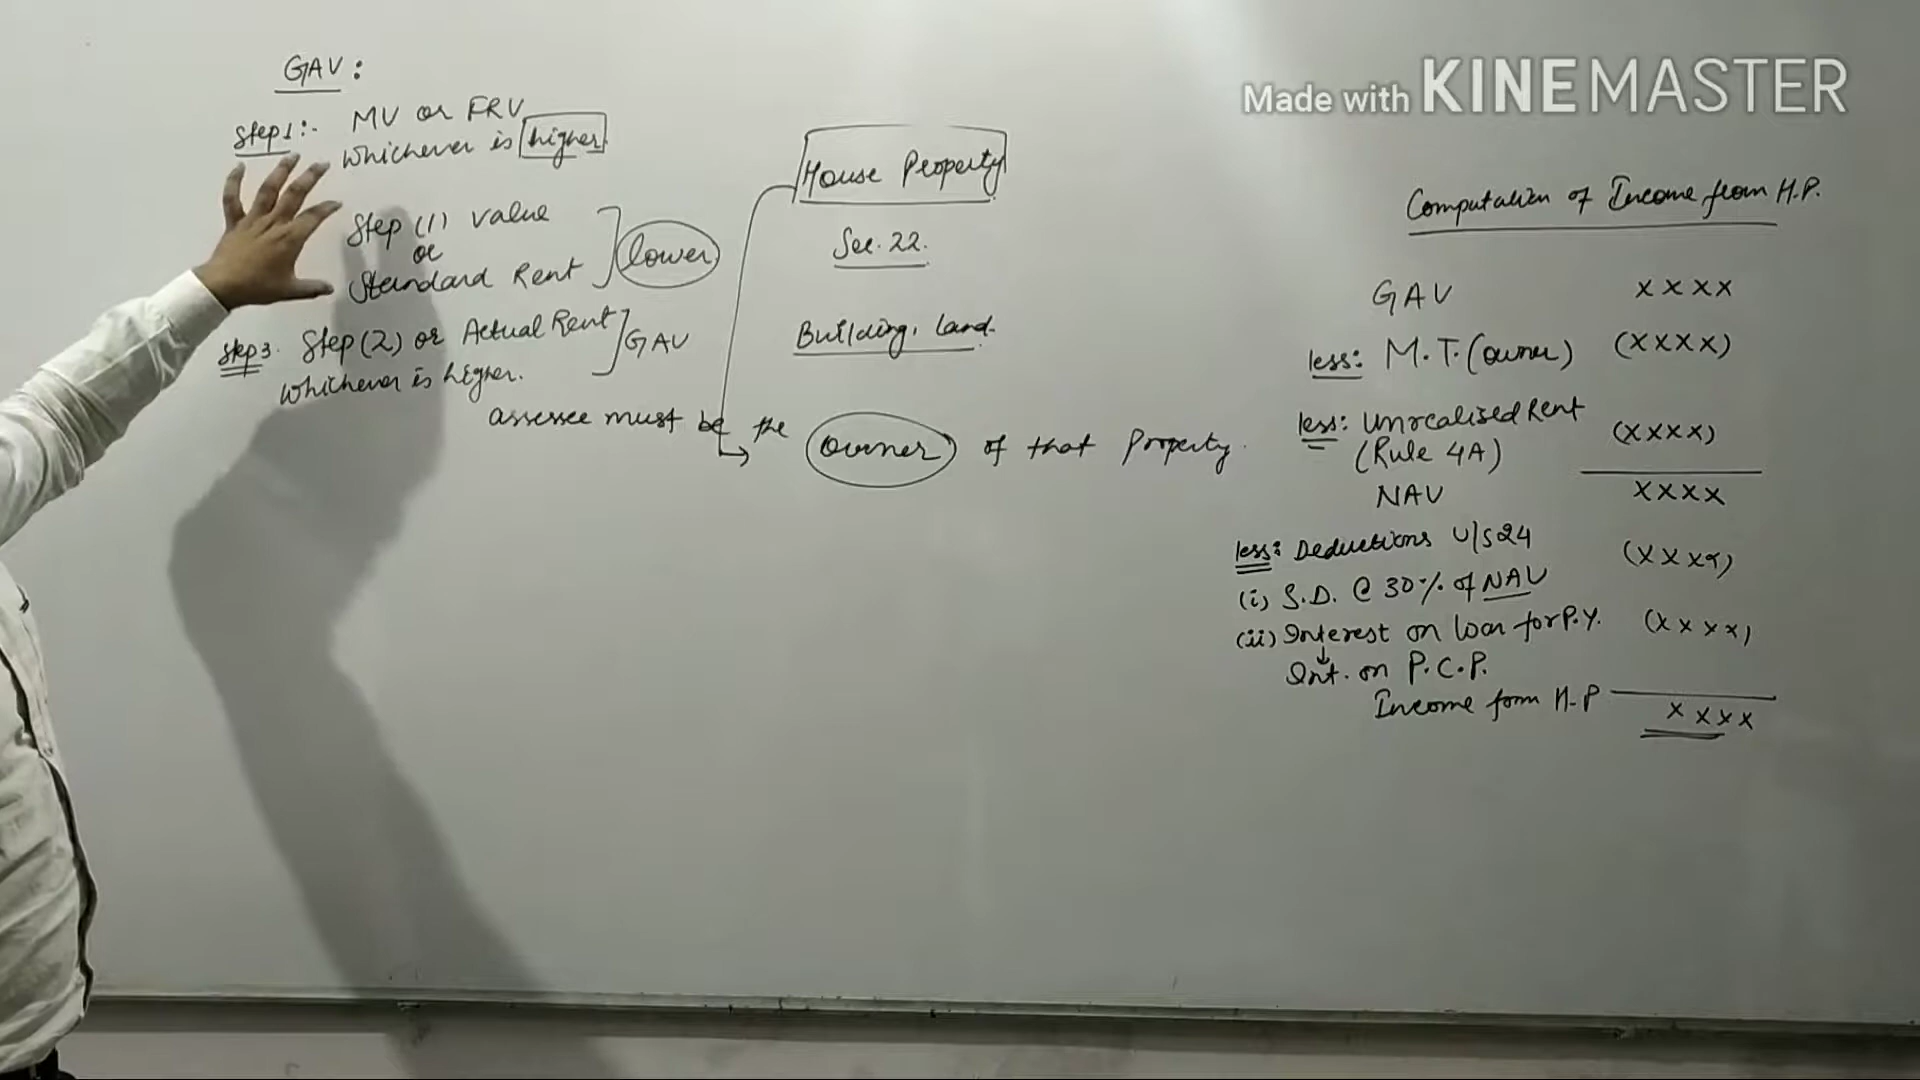 GAV:
Step 1:- MV or FRV
whichever is higher.
Step (1) value
or
Standard Rent
lower
Step 3. Step (2) or Actual Rent
whichever is higher.
GAV
House Property
Sec. 22.
Building, land.
assessee must be the owner of that Property.
Made with KINEMASTER
Computation of Income from H.P.
GAV XXXX
less: M.T. (owner) (XXXX)
less: Unrealised Rent
(Rule 4A) (XXXX)
NAV XXXX
less: Deductions U/S 24
(i) S.D. @ 30% of NAV (XXXX)
(ii) Interest on loan for P.Y. (XXXX)
Int. on P.C.P.
Income from H.P XXXX